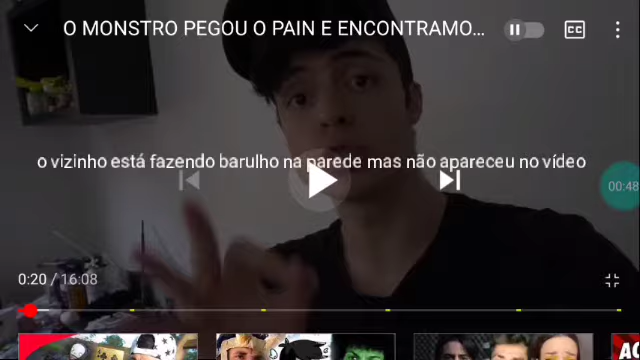 O MONSTRO PEGOU O PAIN E ENCONTRAMO...
CC
o vizinho está fazendo barulho na parede mas não apareceu no vídeo
00:48
0:20 / 16:08